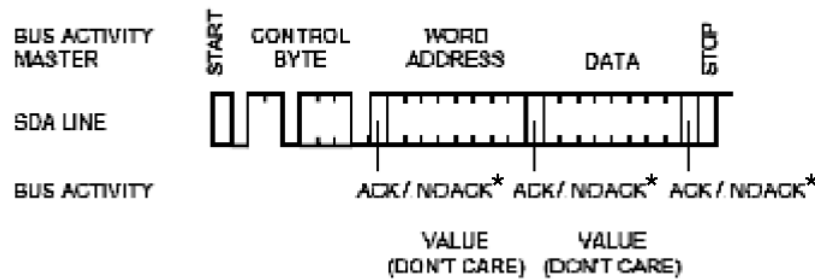 BUS ACTIVITY MASTER
START
CONTROL BYTE
WORD ADDRESS
DATA
STOP
SDA LINE
BUS ACTIVITY
ACK / NOACK* ACK / NOACK* ACK / NOACK*
VALUE (DON'T CARE)
VALUE (DON'T CARE)